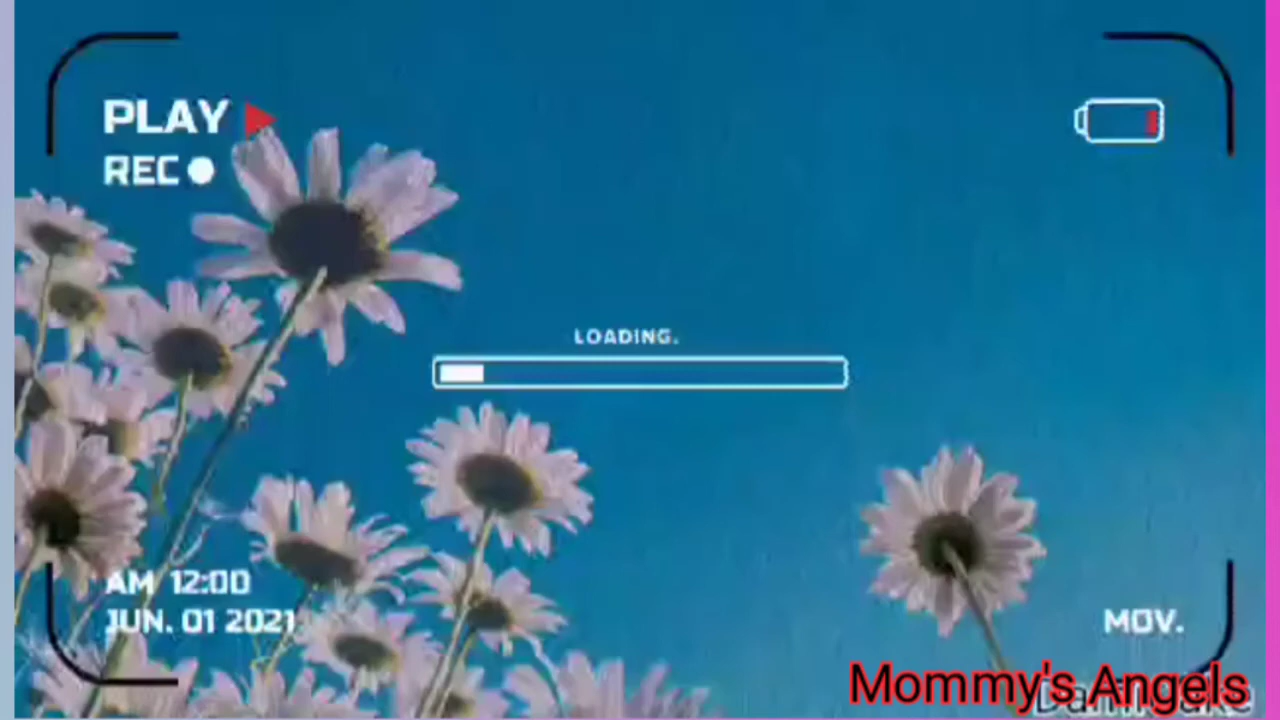 PLAY
REC
LOADING.
AM 12:00
JUN. 01 2021
MOV.
Mommy's Angels